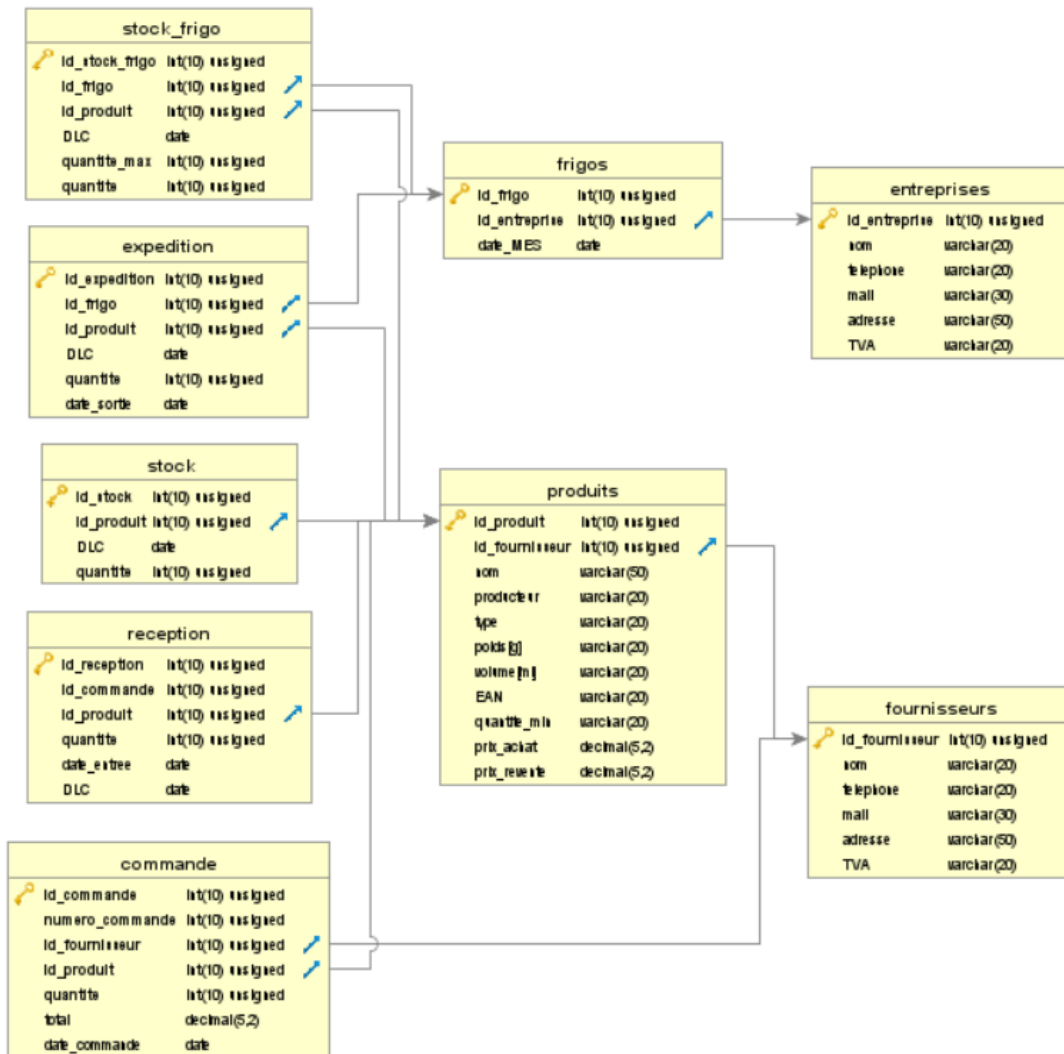 stock_frigo
id_stock_frigo int(10) unsigned
id_frigo int(10) unsigned
id_produit int(10) unsigned
DLC date
quantite_max int(10) unsigned
quantite int(10) unsigned
expedition
id_expedition int(10) unsigned
id_frigo int(10) unsigned
id_produit int(10) unsigned
DLC date
quantite int(10) unsigned
date_sortie date
stock
id_stock int(10) unsigned
id_produit int(10) unsigned
DLC date
quantite int(10) unsigned
reception
id_reception int(10) unsigned
id_commande int(10) unsigned
id_produit int(10) unsigned
quantite int(10) unsigned
date_entree date
DLC date
commande
id_commande int(10) unsigned
numero_commande int(10) unsigned
id_fournisseur int(10) unsigned
id_produit int(10) unsigned
quantite int(10) unsigned
total decimal(5,2)
date_commande date
frigos
id_frigo int(10) unsigned
id_entreprise int(10) unsigned
date_MES date
produits
id_produit int(10) unsigned
id_fournisseur int(10) unsigned
nom varchar(50)
producteur varchar(20)
type varchar(20)
poids[g] varchar(20)
volume[ml] varchar(20)
EAN varchar(20)
quantite_min varchar(20)
prix_achat decimal(5,2)
prix_revente decimal(5,2)
entreprises
id_entreprise int(10) unsigned
nom varchar(20)
telephone varchar(20)
mail varchar(30)
adresse varchar(50)
TVA varchar(20)
fournisseurs
id_fournisseur int(10) unsigned
nom varchar(20)
telephone varchar(20)
mail varchar(30)
adresse varchar(50)
TVA varchar(20)